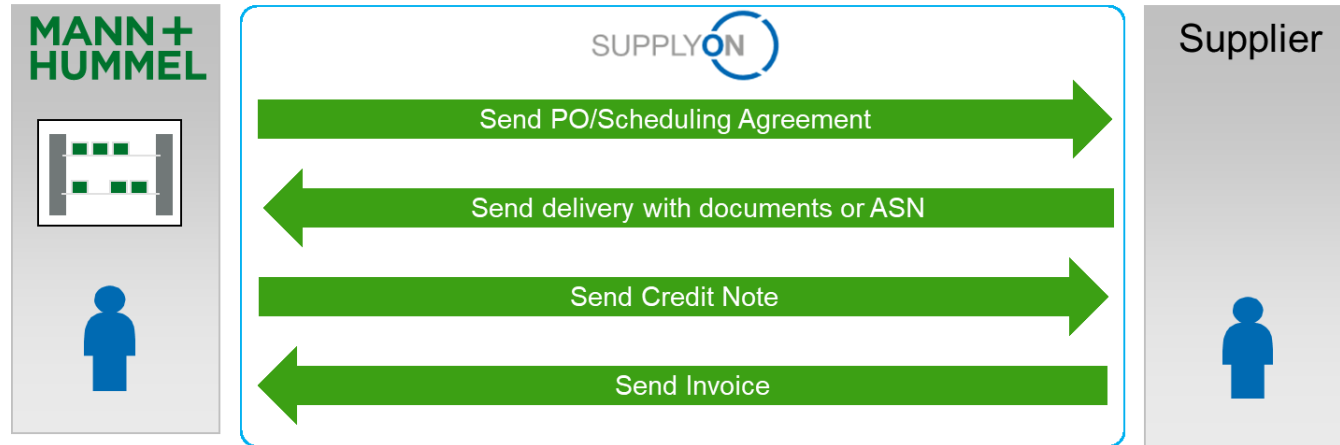 MANN+
HUMMEL
SUPPLYON
Supplier
Send PO/Scheduling Agreement
Send delivery with documents or ASN
Send Credit Note
Send Invoice